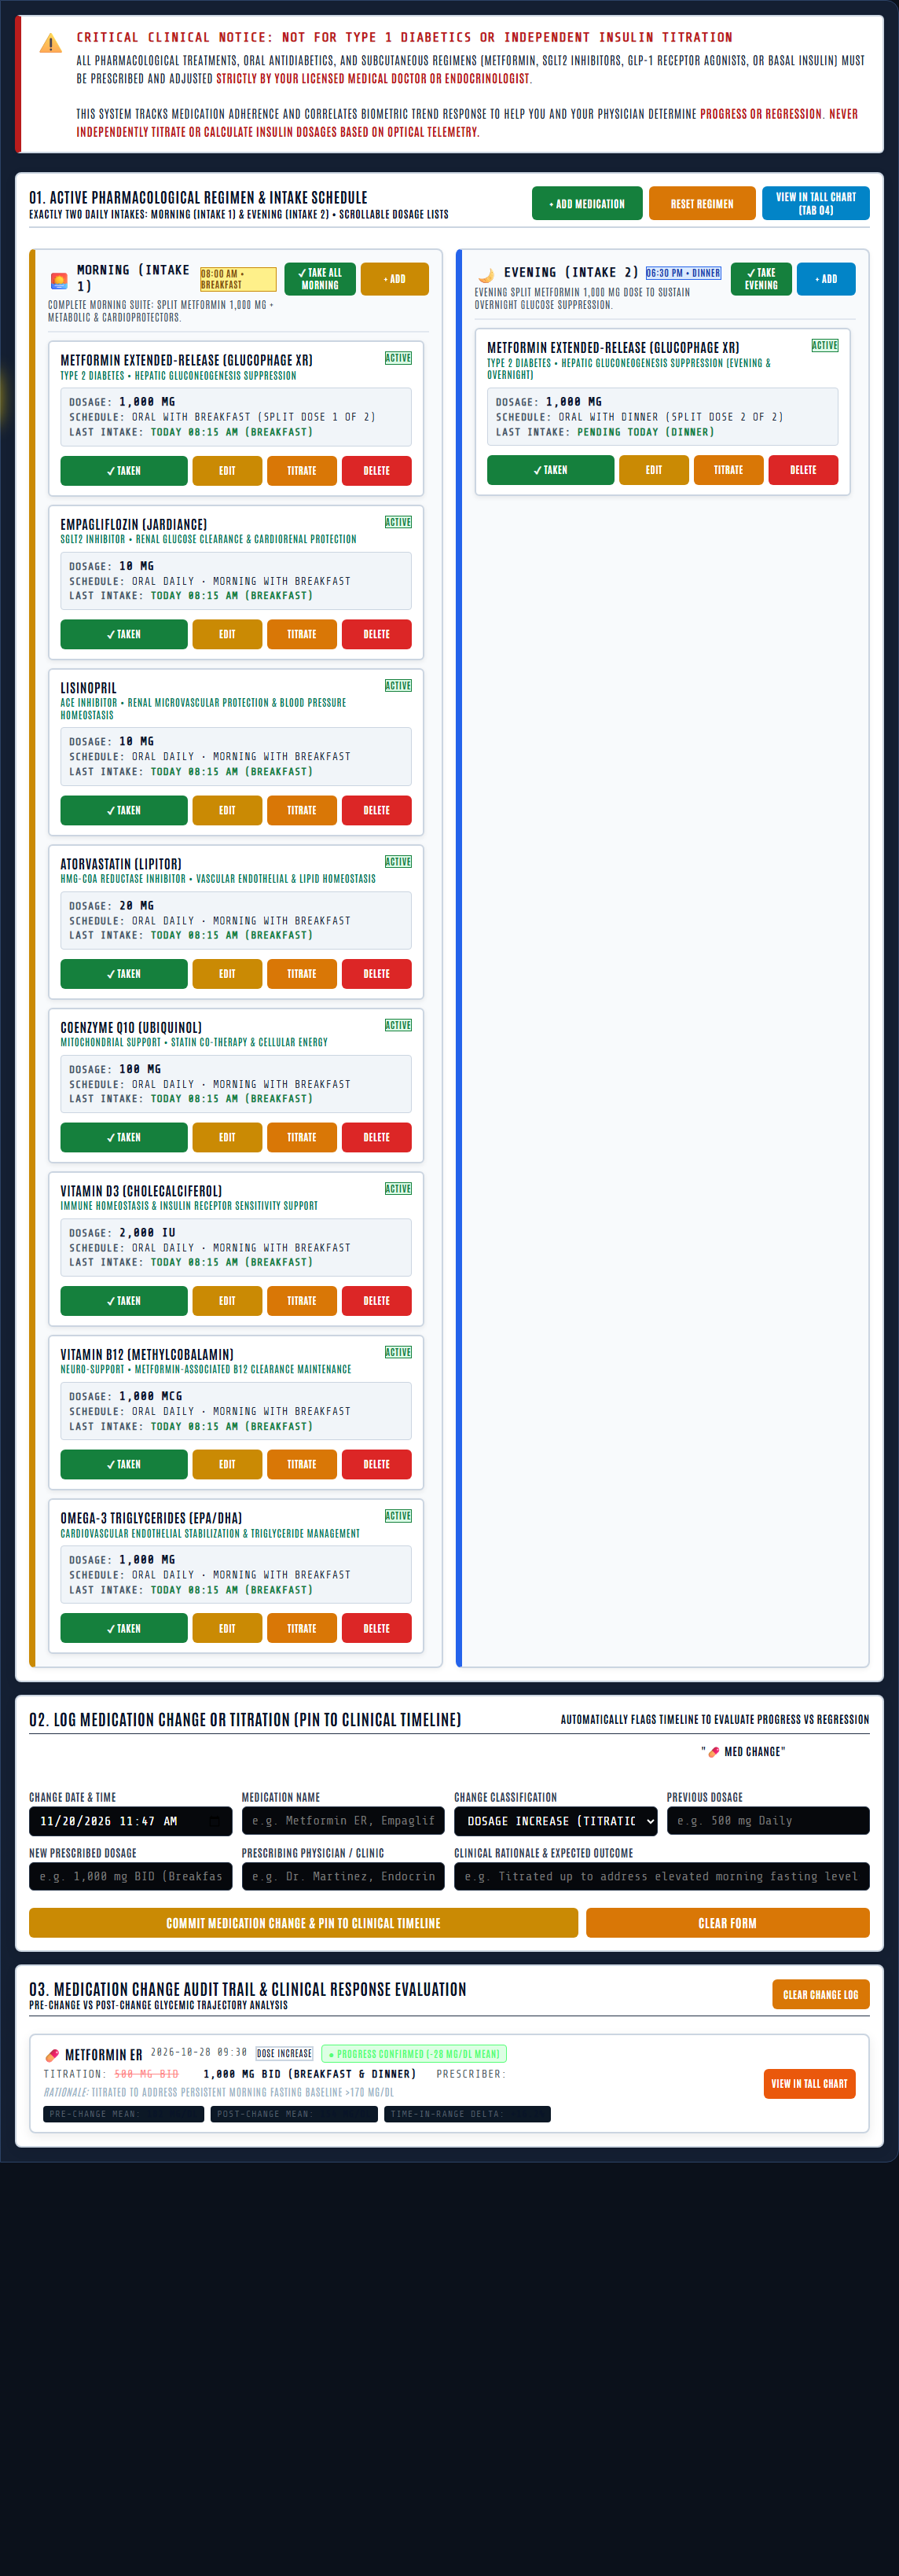 CRITICAL CLINICAL NOTICE: NOT FOR TYPE 1 DIABETICS OR INDEPENDENT INSULIN TITRATION
ALL PHARMACOLOGICAL TREATMENTS, ORAL ANTIDIABETICS, AND SUBCUTANEOUS REGIMENS (METFORMIN, SGLT2 INHIBITORS, GLP-1 RECEPTOR AGONISTS, OR BASAL INSULIN) MUST
BE PRESCRIBED AND ADJUSTED STRICTLY BY YOUR LICENSED MEDICAL DOCTOR OR ENDOCRINOLOGIST.
THIS SYSTEM TRACKS MEDICATION ADHERENCE AND CORRELATES BIOMETRIC TREND RESPONSE TO HELP YOU AND YOUR PHYSICIAN DETERMINE PROGRESS OR REGRESSION. NEVER
INDEPENDENTLY TITRATE OR CALCULATE INSULIN DOSAGES BASED ON OPTICAL TELEMETRY.
01. ACTIVE PHARMACOLOGICAL REGIMEN & INTAKE SCHEDULE
EXACTLY TWO DAILY INTAKES: MORNING (INTAKE 1) & EVENING (INTAKE 2) • SCROLLABLE DOSAGE LISTS
+ ADD MEDICATION
RESET REGIMEN
VIEW IN TALL CHART
(TAB 04)
MORNING (INTAKE
1)
08:00 AM •
BREAKFAST
✓ TAKE ALL
MORNING
+ ADD
COMPLETE MORNING SUITE: SPLIT METFORMIN 1,000 MG +
METABOLIC & CARDIOPROTECTORS.
METFORMIN EXTENDED-RELEASE (GLUCOPHAGE XR)
ACTIVE
TYPE 2 DIABETES • HEPATIC GLUCONEOGENESIS SUPPRESSION
DOSAGE: 1,000 MG
SCHEDULE: ORAL WITH BREAKFAST (SPLIT DOSE 1 OF 2)
LAST INTAKE: TODAY 08:15 AM (BREAKFAST)
✓ TAKEN
EDIT
TITRATE
DELETE
EMPAGLIFLOZIN (JARDIANCE)
ACTIVE
SGLT2 INHIBITOR • RENAL GLUCOSE CLEARANCE & CARDIORENAL PROTECTION
DOSAGE: 10 MG
SCHEDULE: ORAL DAILY · MORNING WITH BREAKFAST
LAST INTAKE: TODAY 08:15 AM (BREAKFAST)
✓ TAKEN
EDIT
TITRATE
DELETE
LISINOPRIL
ACTIVE
ACE INHIBITOR • RENAL MICROVASCULAR PROTECTION & BLOOD PRESSURE
HOMEOSTASIS
DOSAGE: 10 MG
SCHEDULE: ORAL DAILY · MORNING WITH BREAKFAST
LAST INTAKE: TODAY 08:15 AM (BREAKFAST)
✓ TAKEN
EDIT
TITRATE
DELETE
ATORVASTATIN (LIPITOR)
ACTIVE
HMG-COA REDUCTASE INHIBITOR • VASCULAR ENDOTHELIAL & LIPID HOMEOSTASIS
DOSAGE: 20 MG
SCHEDULE: ORAL DAILY · MORNING WITH BREAKFAST
LAST INTAKE: TODAY 08:15 AM (BREAKFAST)
✓ TAKEN
EDIT
TITRATE
DELETE
COENZYME Q10 (UBIQUINOL)
ACTIVE
MITOCHONDRIAL SUPPORT • STATIN CO-THERAPY & CELLULAR ENERGY
DOSAGE: 100 MG
SCHEDULE: ORAL DAILY · MORNING WITH BREAKFAST
LAST INTAKE: TODAY 08:15 AM (BREAKFAST)
✓ TAKEN
EDIT
TITRATE
DELETE
VITAMIN D3 (CHOLECALCIFEROL)
ACTIVE
IMMUNE HOMEOSTASIS & INSULIN RECEPTOR SENSITIVITY SUPPORT
DOSAGE: 2,000 IU
SCHEDULE: ORAL DAILY · MORNING WITH BREAKFAST
LAST INTAKE: TODAY 08:15 AM (BREAKFAST)
✓ TAKEN
EDIT
TITRATE
DELETE
VITAMIN B12 (METHYLCOBALAMIN)
ACTIVE
NEURO-SUPPORT • METFORMIN-ASSOCIATED B12 CLEARANCE MAINTENANCE
DOSAGE: 1,000 MCG
SCHEDULE: ORAL DAILY · MORNING WITH BREAKFAST
LAST INTAKE: TODAY 08:15 AM (BREAKFAST)
✓ TAKEN
EDIT
TITRATE
DELETE
OMEGA-3 TRIGLYCERIDES (EPA/DHA)
ACTIVE
CARDIOVASCULAR ENDOTHELIAL STABILIZATION & TRIGLYCERIDE MANAGEMENT
DOSAGE: 1,000 MG
SCHEDULE: ORAL DAILY · MORNING WITH BREAKFAST
LAST INTAKE: TODAY 08:15 AM (BREAKFAST)
✓ TAKEN
EDIT
TITRATE
DELETE
EVENING (INTAKE 2)
06:30 PM • DINNER
✓ TAKE
EVENING
+ ADD
EVENING SPLIT METFORMIN 1,000 MG DOSE TO SUSTAIN
OVERNIGHT GLUCOSE SUPPRESSION.
METFORMIN EXTENDED-RELEASE (GLUCOPHAGE XR)
ACTIVE
TYPE 2 DIABETES • HEPATIC GLUCONEOGENESIS SUPPRESSION (EVENING &
OVERNIGHT)
DOSAGE: 1,000 MG
SCHEDULE: ORAL WITH DINNER (SPLIT DOSE 2 OF 2)
LAST INTAKE: PENDING TODAY (DINNER)
✓ TAKEN
EDIT
TITRATE
DELETE
02. LOG MEDICATION CHANGE OR TITRATION (PIN TO CLINICAL TIMELINE)
AUTOMATICALLY FLAGS TIMELINE TO EVALUATE PROGRESS VS REGRESSION
"💊 MED CHANGE"
CHANGE DATE & TIME
MEDICATION NAME
CHANGE CLASSIFICATION
PREVIOUS DOSAGE
11/20/2026 11:47 AM
e.g. Metformin ER, Empaglif
DOSAGE INCREASE (TITRATIC
e.g. 500 mg Daily
NEW PRESCRIBED DOSAGE
PRESCRIBING PHYSICIAN / CLINIC
CLINICAL RATIONALE & EXPECTED OUTCOME
e.g. 1,000 mg BID (Breakfas
e.g. Dr. Martinez, Endocrin
e.g. Titrated up to address elevated morning fasting level
COMMIT MEDICATION CHANGE & PIN TO CLINICAL TIMELINE
CLEAR FORM
03. MEDICATION CHANGE AUDIT TRAIL & CLINICAL RESPONSE EVALUATION
PRE-CHANGE VS POST-CHANGE GLYCEMIC TRAJECTORY ANALYSIS
CLEAR CHANGE LOG
METFORMIN ER
2026-10-28 09:30
DOSE INCREASE
● PROGRESS CONFIRMED (-28 MG/DL MEAN)
TITRATION: 500 MG BID 1,000 MG BID (BREAKFAST & DINNER) PRESCRIBER:
RATIONALE: TITRATED TO ADDRESS PERSISTENT MORNING FASTING BASELINE >170 MG/DL
PRE-CHANGE MEAN:
POST-CHANGE MEAN:
TIME-IN-RANGE DELTA:
VIEW IN TALL CHART